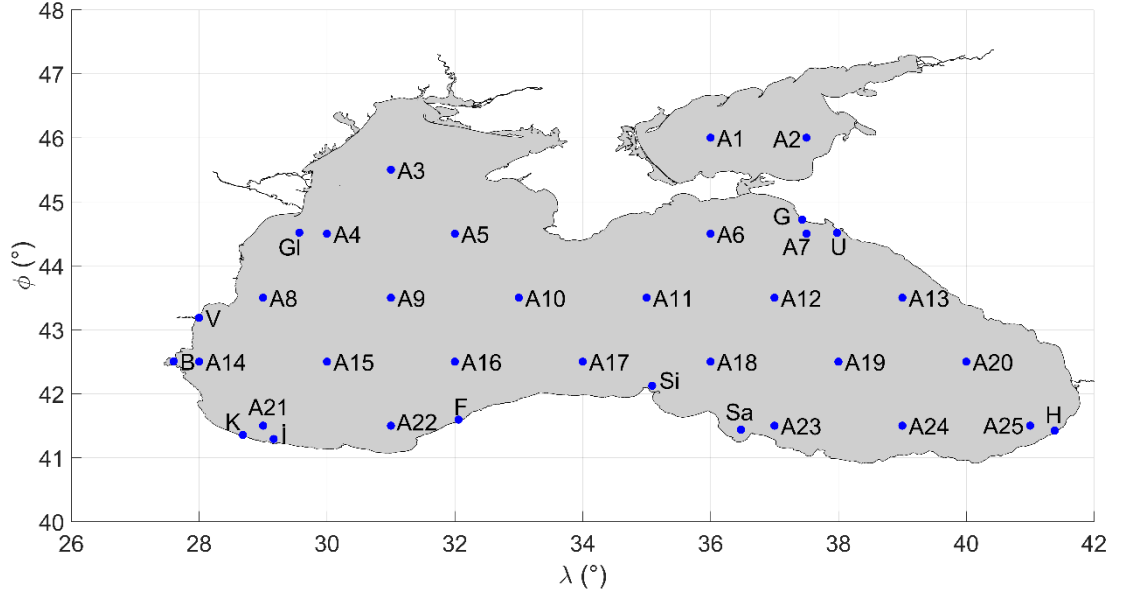 48
47
46
45
44
43
42
41
40
ϕ (°)
A1
A2
A3
G
Gl
A4
A5
A6
A7
U
A8
A9
A10
A11
A12
A13
V
B
A14
A15
A16
A17
A18
A19
A20
Si
K
A21
j
A22
F
Sa
A23
A24
A25
H
26
28
30
32
34
36
38
40
42
λ (°)